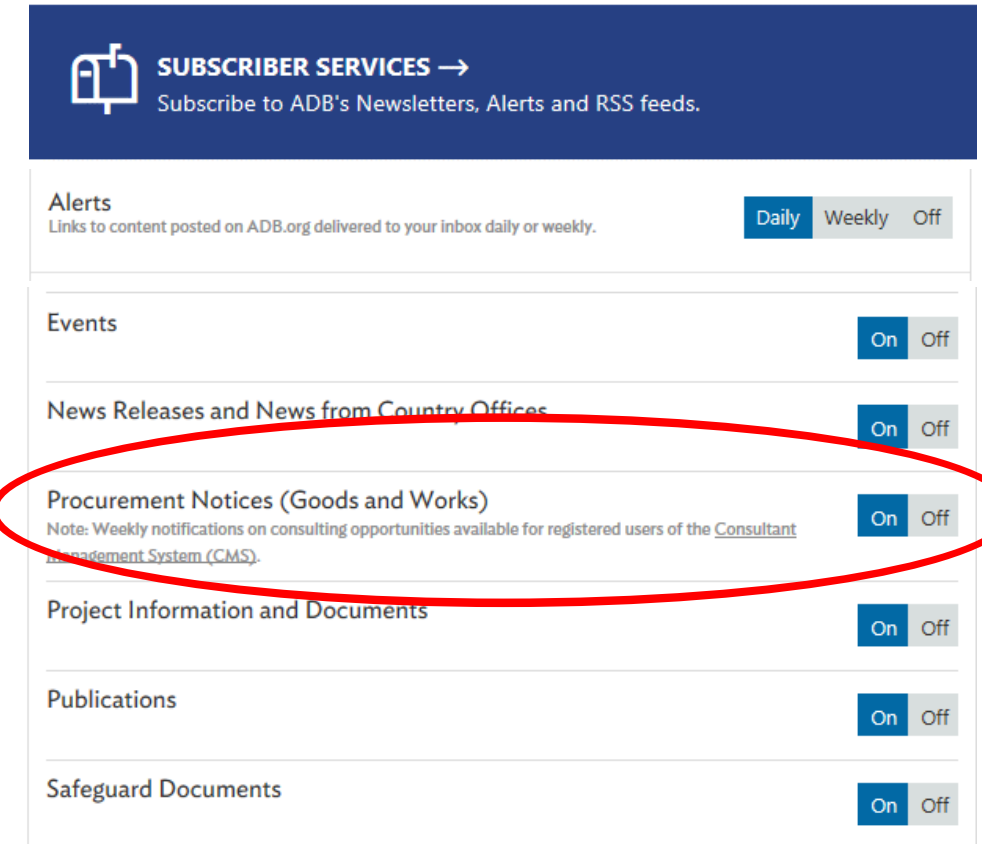 SUBSCRIBER SERVICES →
Subscribe to ADB's Newsletters, Alerts and RSS feeds.
Alerts
Links to content posted on ADB.org delivered to your inbox daily or weekly.
Daily Weekly Off
Events
On Off
News Releases and News from Country Offices
On Off
Procurement Notices (Goods and Works)
Note: Weekly notifications on consulting opportunities available for registered users of the Consultant
Management System (CMS).
On Off
Project Information and Documents
On Off
Publications
On Off
Safeguard Documents
On Off